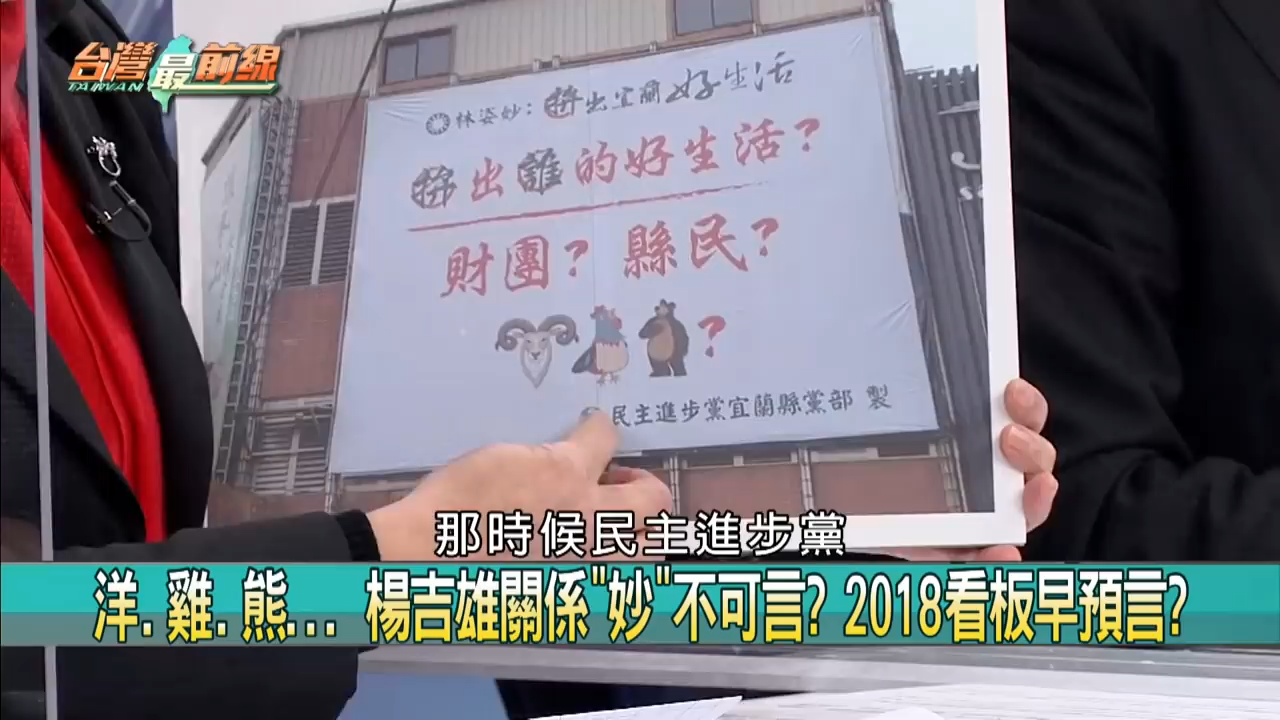 台灣最前線
TAIWAN
林姿妙:拚出宜蘭好生活
拚出誰的好生活?
財團? 縣民?
?
民主進步黨宜蘭縣黨部 製
那時候民主進步黨
洋.雞.熊... 楊吉雄關係"妙"不可言? 2018看板早預言?